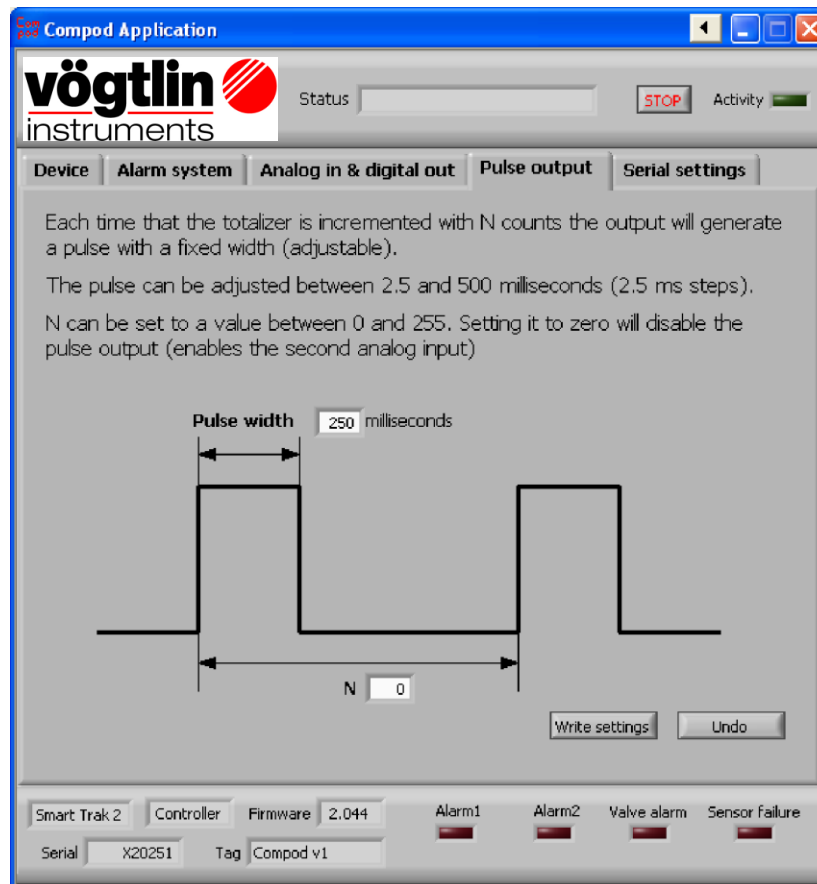 Compod Application
vögtlin
instruments
Status
STOP
Activity
Device
Alarm system
Analog in & digital out
Pulse output
Serial settings
Each time that the totalizer is incremented with N counts the output will generate
a pulse with a fixed width (adjustable).
The pulse can be adjusted between 2.5 and 500 milliseconds (2.5 ms steps).
N can be set to a value between 0 and 255. Setting it to zero will disable the
pulse output (enables the second analog input)
Pulse width 250 milliseconds
N 0
Write settings Undo
Smart Trak 2 Controller Firmware 2.044 Alarm1 Alarm2 Valve alarm Sensor failure
Serial X20251 Tag Compod v1